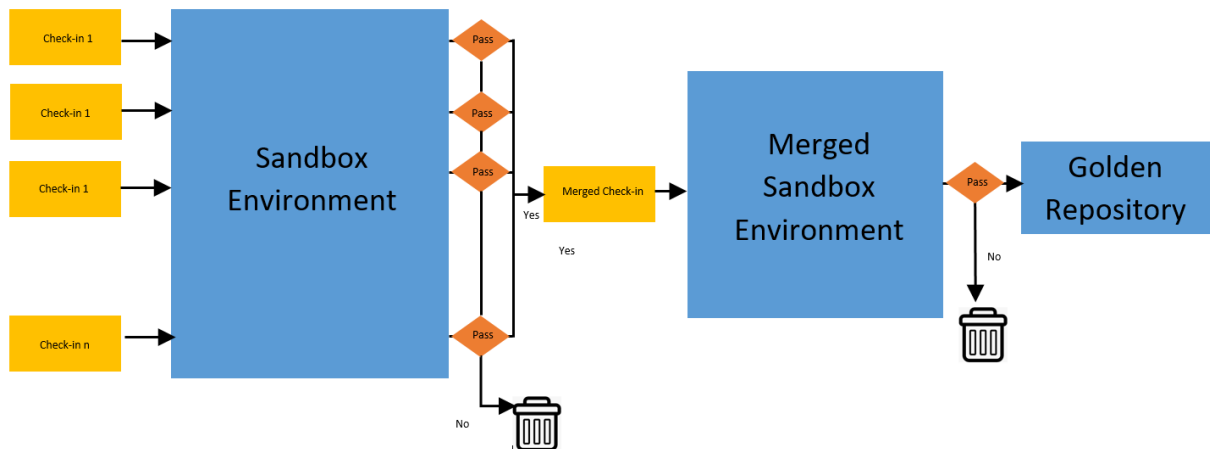 Check-in 1
Check-in 1
Check-in 1
Check-in n
Sandbox
Environment
Pass
Pass
Pass
Pass
Yes
Yes
No
Merged Check-in
Merged
Sandbox
Environment
Pass
No
Golden
Repository